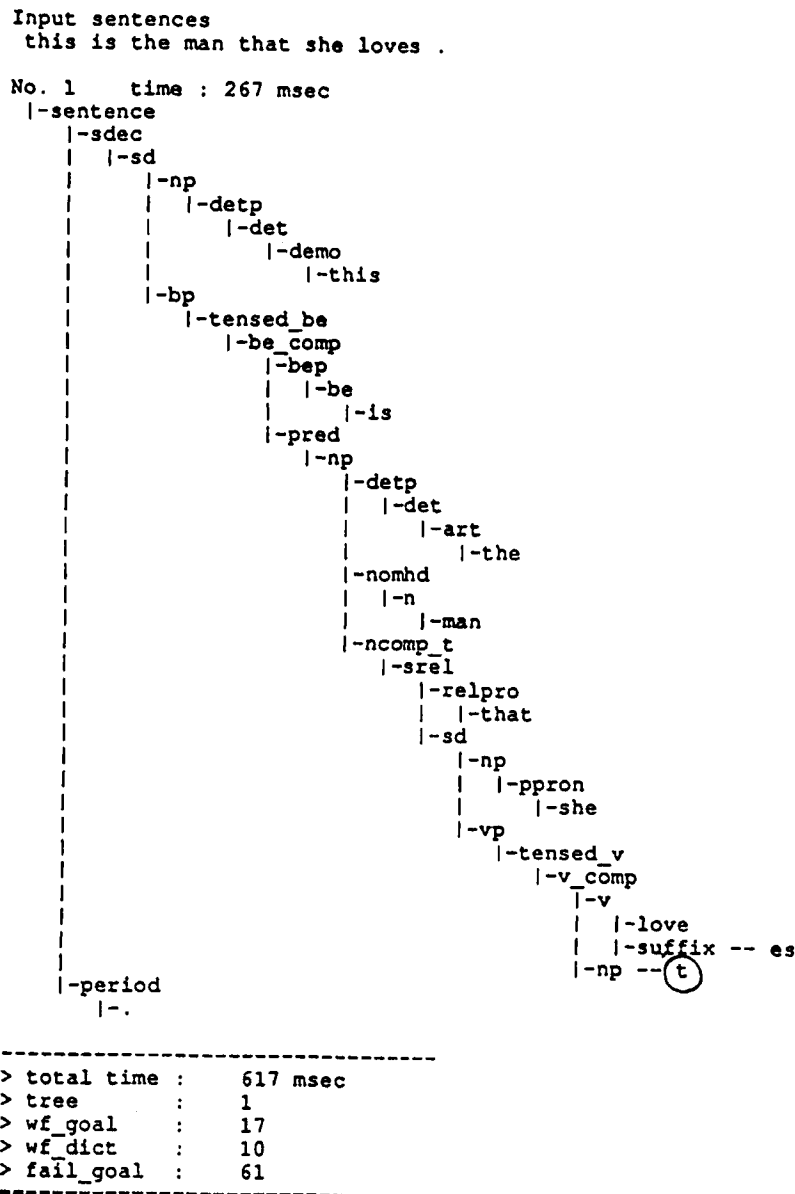 Input sentences
 this is the man that she loves .
No. 1    time : 267 msec
 |-sentence
    |-sdec
    |  |-sd
    |     |-np
    |     |  |-detp
    |     |     |-det
    |     |        |-demo
    |     |           |-this
    |     |-bp
    |        |-tensed_be
    |           |-be_comp
    |              |-bep
    |              |  |-be
    |              |     |-is
    |              |-pred
    |                 |-np
    |                    |-detp
    |                    |  |-det
    |                    |     |-art
    |                    |        |-the
    |                    |-nomhd
    |                    |  |-n
    |                    |     |-man
    |                    |-ncomp_t
    |                       |-srel
    |                          |-relpro
    |                          |  |-that
    |                          |-sd
    |                             |-np
    |                             |  |-ppron
    |                             |     |-she
    |                             |-vp
    |                                |-tensed_v
    |                                   |-v_comp
    |                                      |-v
    |                                      |  |-love
    |                                      |  |-suffix -- es
    |                                      |-np -- t
    |-period
       |-.
---------------------------------
> total time :    617 msec
> tree       :    1
> wf_goal    :    17
> wf_dict    :    10
> fail_goal  :    61
---------------------------------